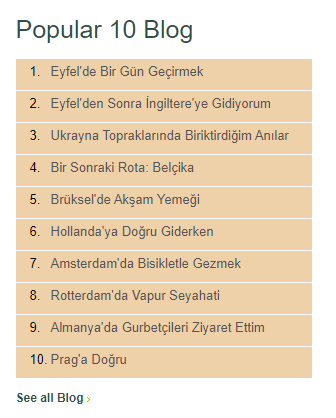 Popular 10 Blog
1. Eyfel'de Bir Gün Geçirmek
2. Eyfel'den Sonra İngiltere'ye Gidiyorum
3. Ukrayna Topraklarında Biriktirdiğim Anılar
4. Bir Sonraki Rota: Belçika
5. Brüksel'de Akşam Yemeği
6. Hollanda'ya Doğru Giderken
7. Amsterdam'da Bisikletle Gezmek
8. Rotterdam'da Vapur Seyahati
9. Almanya'da Gurbetçileri Ziyaret Ettim
10. Prag'a Doğru
See all Blog ›